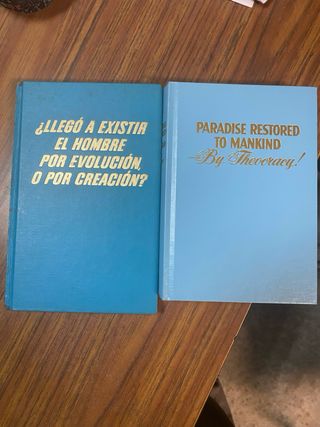 ¿LLEGÓ A EXISTIR
EL HOMBRE
POR EVOLUCIÓN,
O POR CREACIÓN?
PARADISE RESTORED
TO MANKIND
—By Theocracy!